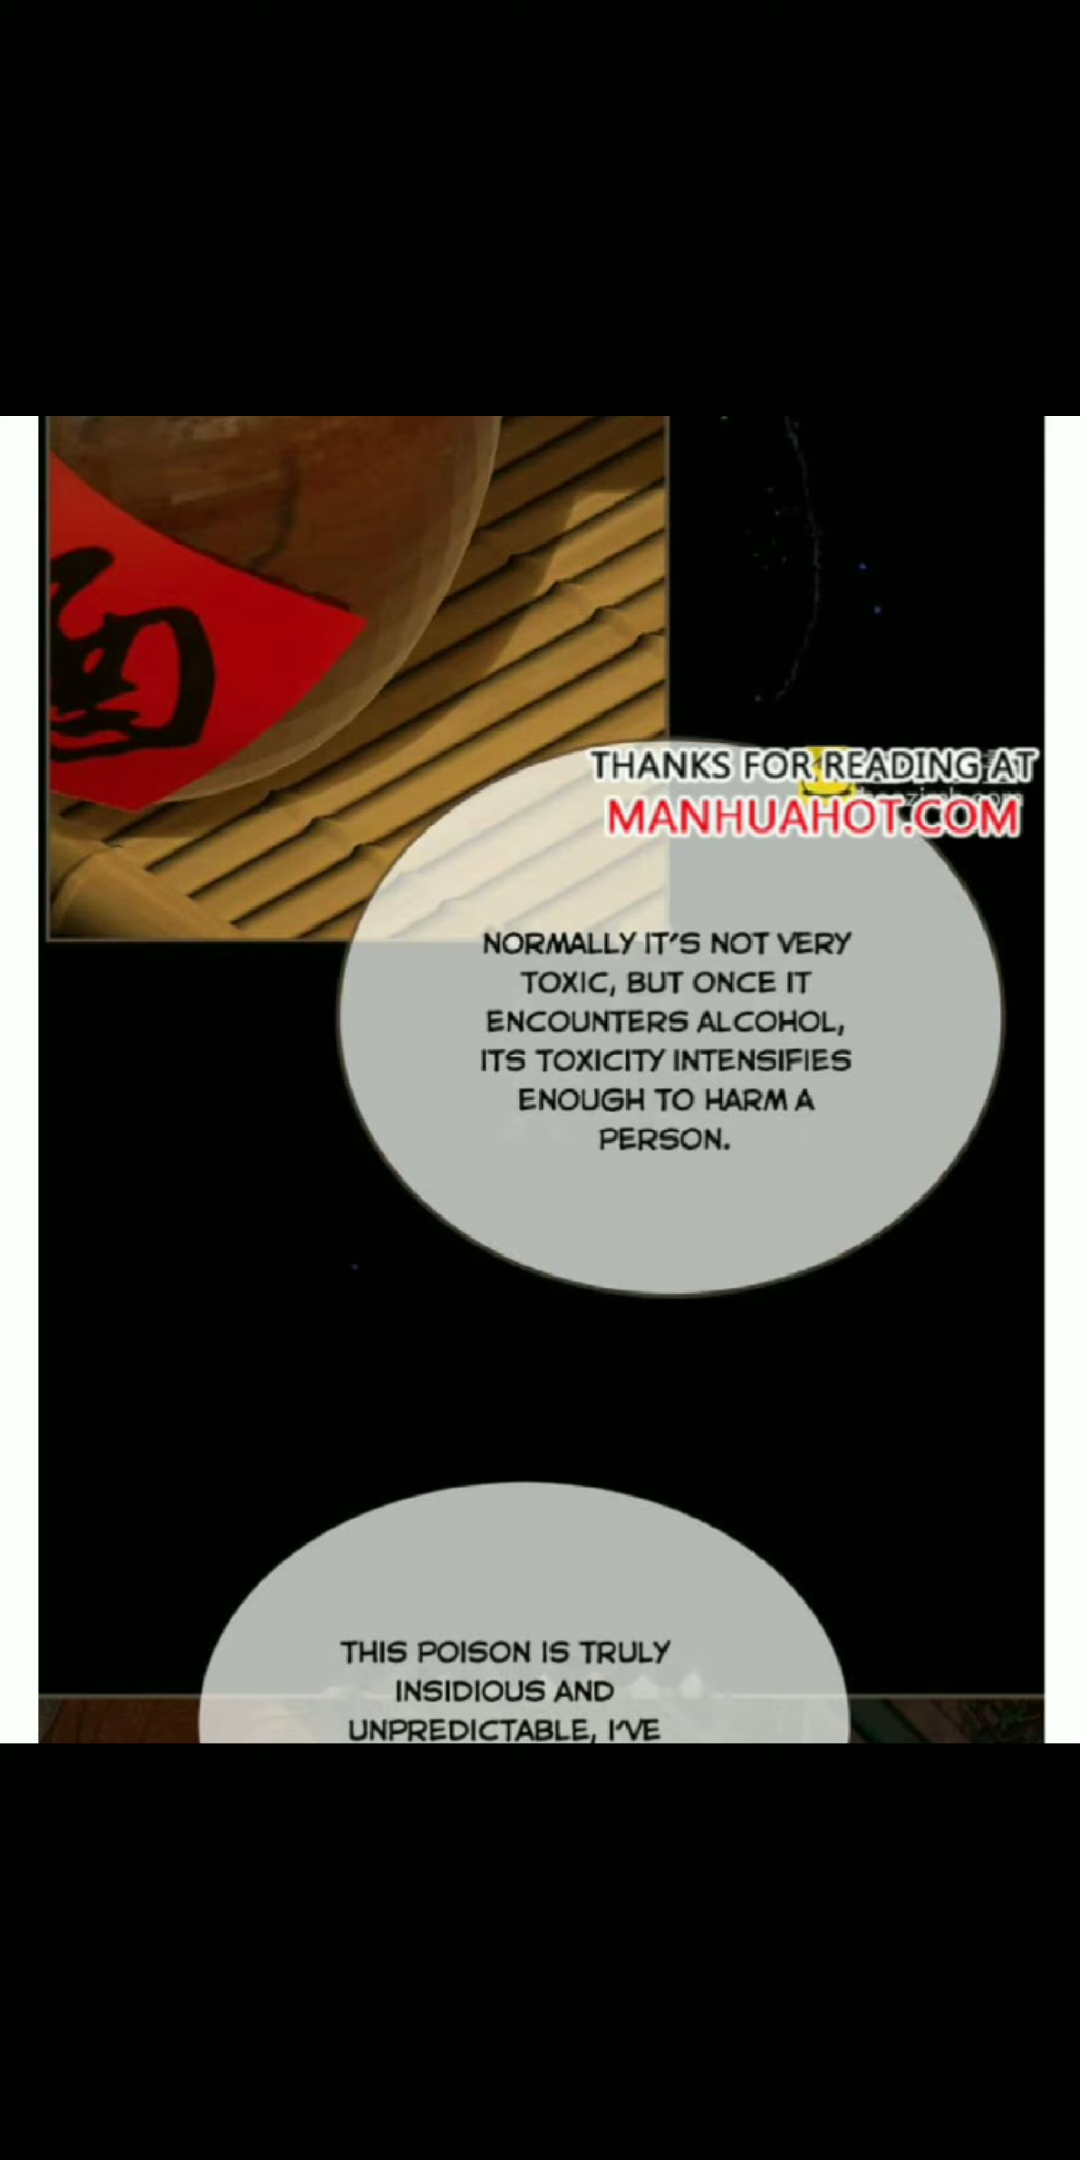 THANKS FOR READING AT
MANHUAHOT.COM
NORMALLY IT'S NOT VERY
TOXIC, BUT ONCE IT
ENCOUNTERS ALCOHOL,
ITS TOXICITY INTENSIFIES
ENOUGH TO HARM A
PERSON.
THIS POISON IS TRULY
INSIDIOUS AND
UNPREDICTABLE, I'VE